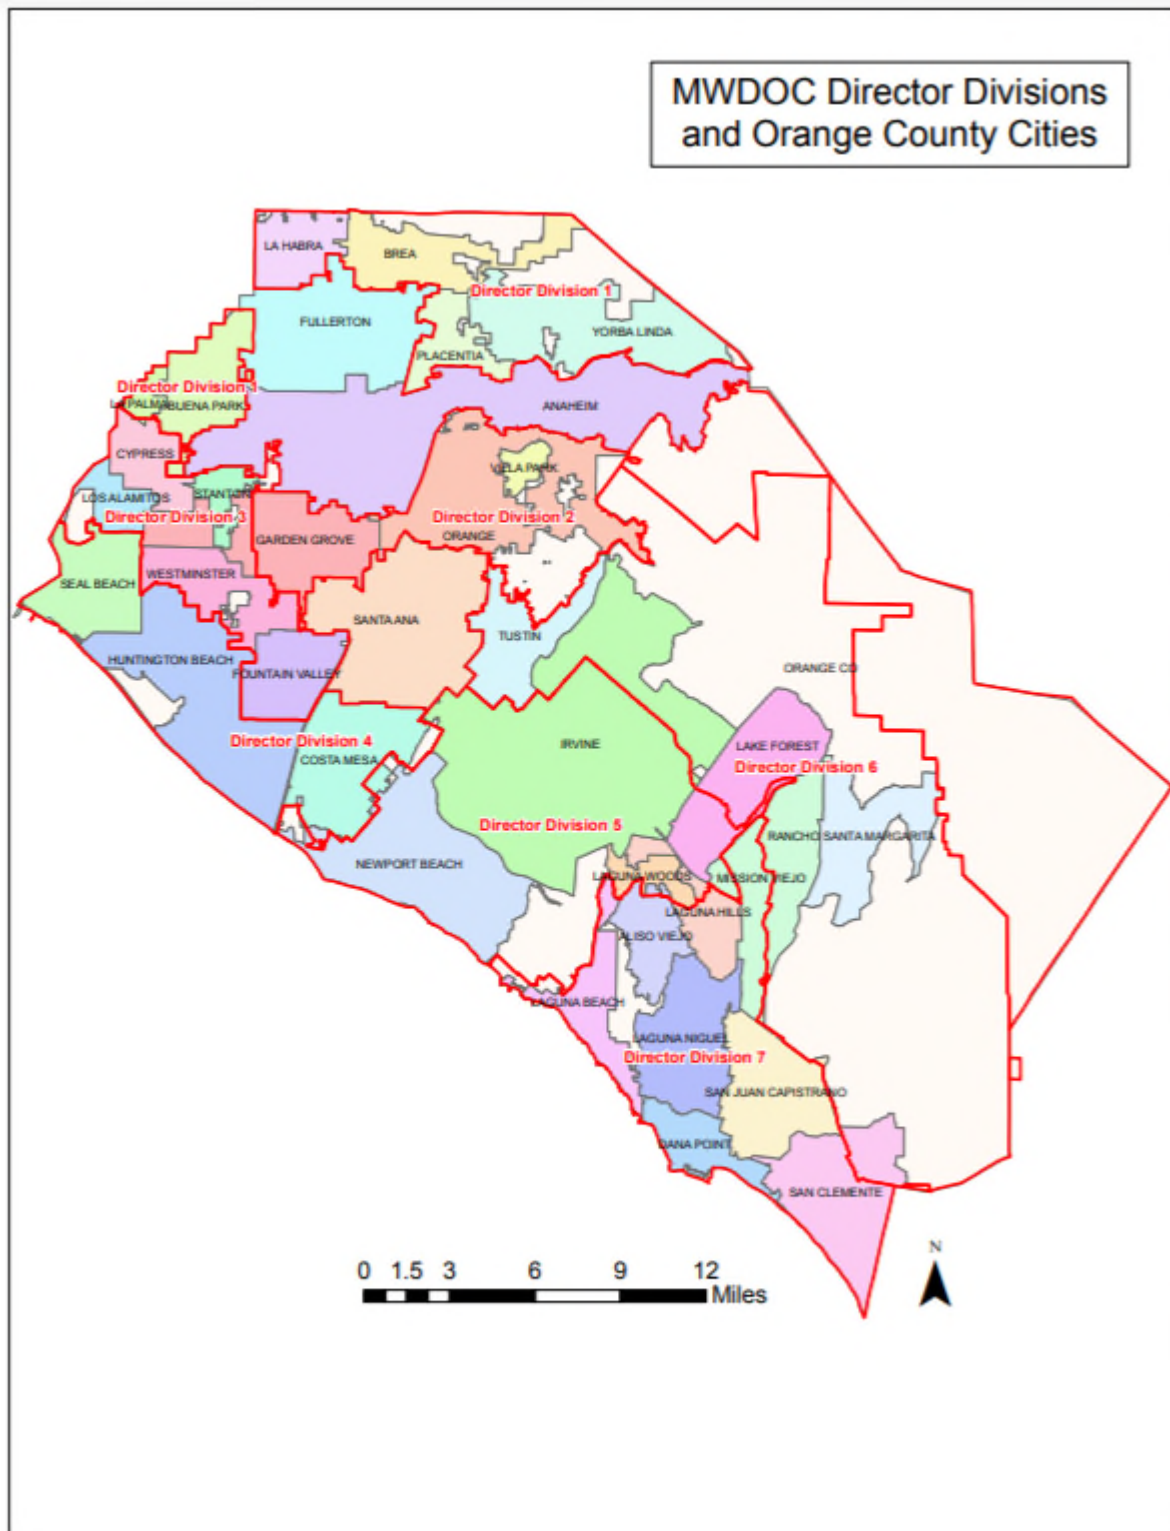 MWDOC Director Divisions
and Orange County Cities
LA HABRA
BREA
Director Division 1
FULLERTON
YORBA LINDA
PLACENTIA
Director Division 1
LA PALMA
BUENA PARK
ANAHEIM
CYPRESS
VILLA PARK
LOS ALAMITOS
STANTON
Director Division 3
Director Division 2
GARDEN GROVE
ORANGE
WESTMINSTER
SEAL BEACH
SANTA ANA
TUSTIN
HUNTINGTON BEACH
FOUNTAIN VALLEY
ORANGE CO
Director Division 4
COSTA MESA
IRVINE
LAKE FOREST
Director Division 6
Director Division 5
RANCHO SANTA MARGARITA
NEWPORT BEACH
LAGUNA WOODS
MISSION VIEJO
LAGUNA HILLS
ALISO VIEJO
LAGUNA BEACH
LAGUNA NIGUEL
Director Division 7
SAN JUAN CAPISTRANO
DANA POINT
SAN CLEMENTE
N
0 1.5 3 6 9 12
Miles